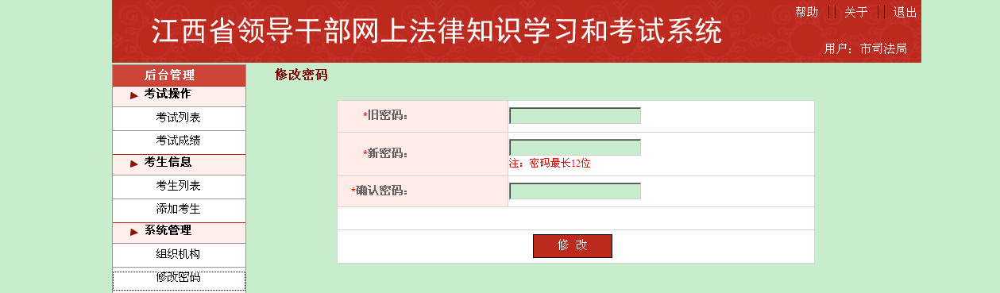 帮助 || 关于 || 退出
江西省领导干部网上法律知识学习和考试系统
用户：市司法局
后台管理
考试操作
考试列表
考试成绩
考生信息
考生列表
添加考生
系统管理
组织机构
修改密码
修改密码
*旧密码：
*新密码：
注：密码最长12位
*确认密码：
修 改